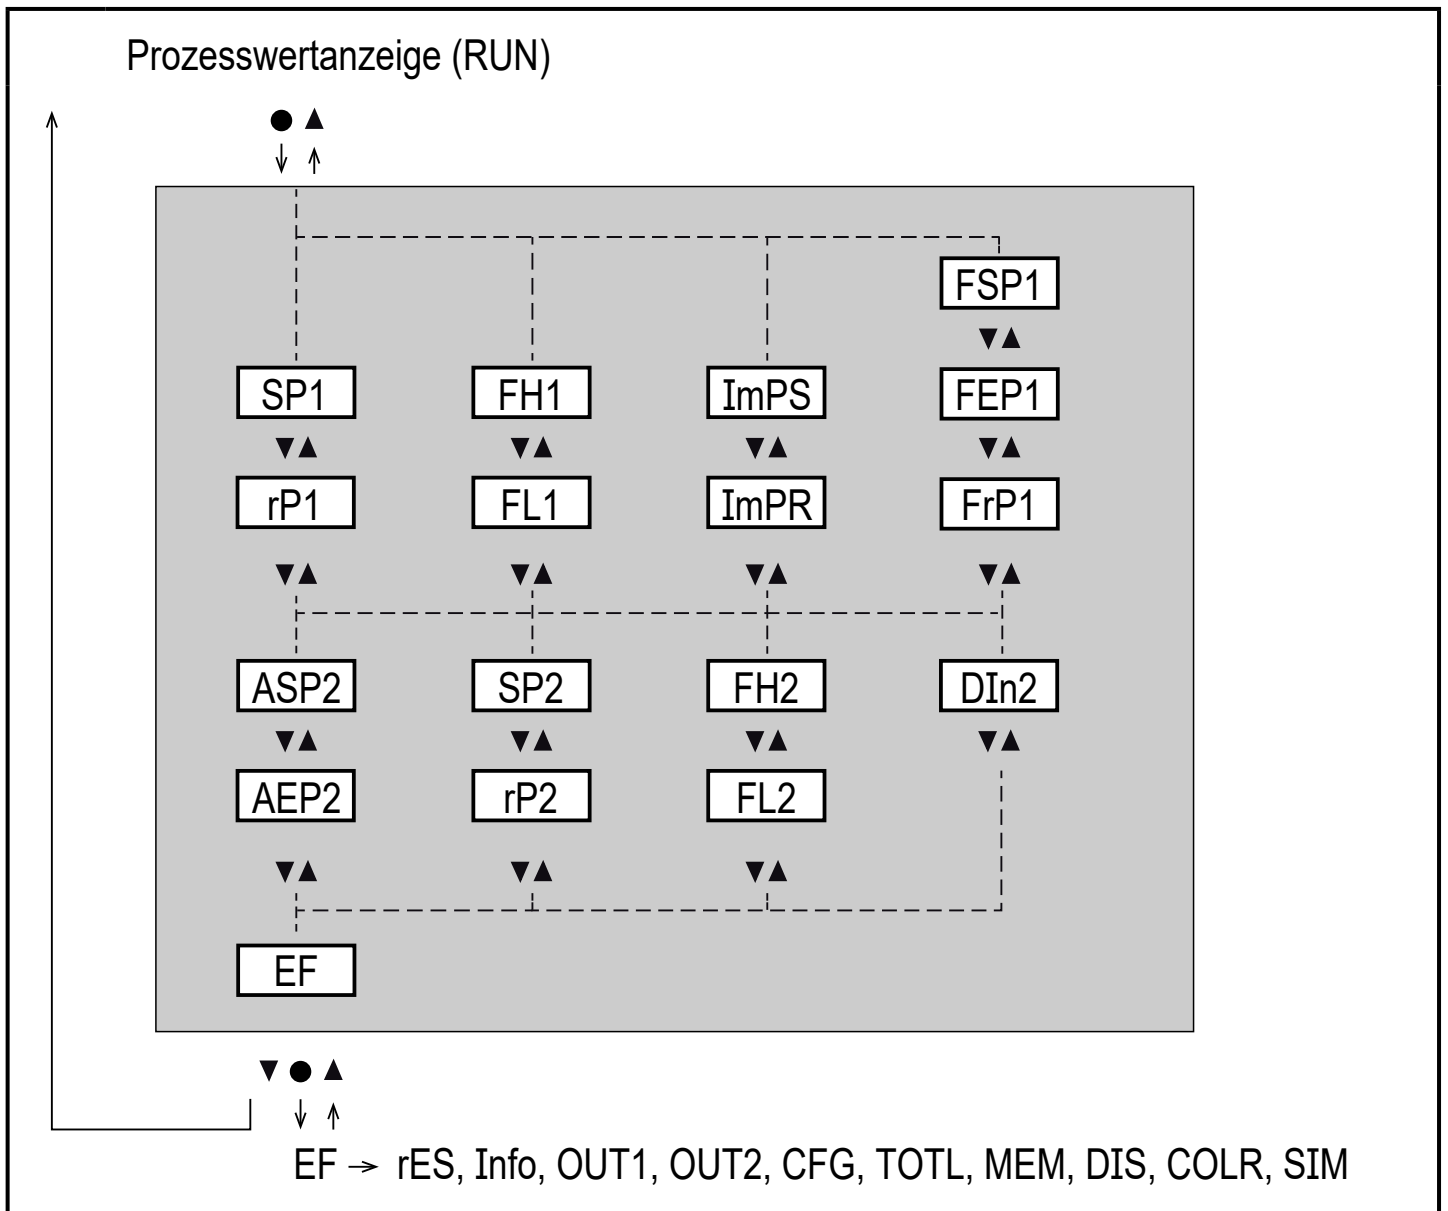 Prozesswertanzeige (RUN)
FSP1
SP1 FH1 ImPS FEP1
rP1 FL1 ImPR FrP1
ASP2 SP2 FH2 DIn2
AEP2 rP2 FL2
EF
EF → rES, Info, OUT1, OUT2, CFG, TOTL, MEM, DIS, COLR, SIM